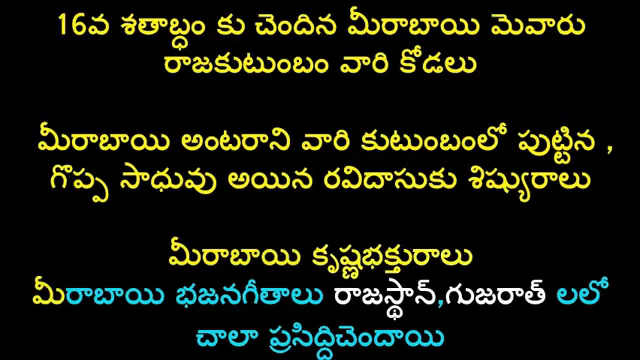 16వ శతాబ్ధం కు చెందిన మీరాబాయి మెవారు
రాజకుటుంబం వారి కోడలు
మీరాబాయి అంటరాని వారి కుటుంబంలో పుట్టిన ,
గొప్ప సాధువు అయిన రవిదాసుకు శిష్యురాలు
మీరాబాయి కృష్ణభక్తురాలు
మీరాబాయి భజనగీతాలు రాజస్థాన్,గుజరాత్ లలో
చాలా ప్రసిద్ధిచెందాయి